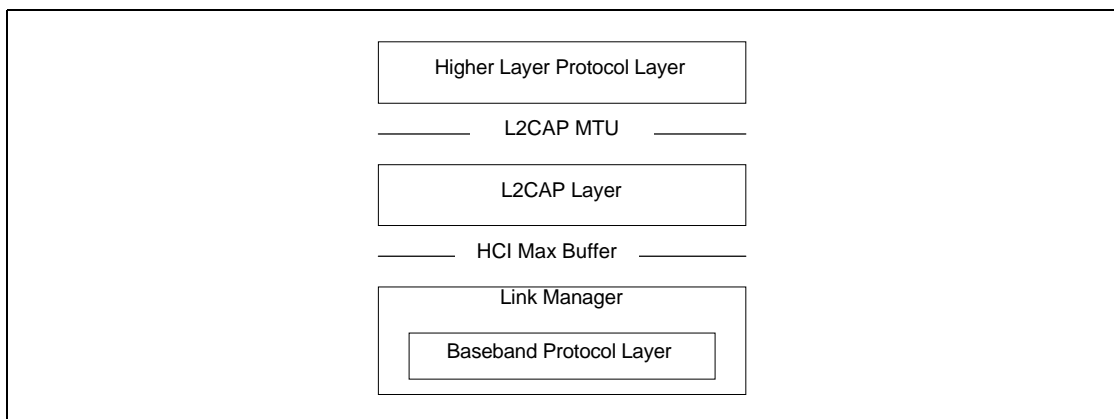 Higher Layer Protocol Layer
L2CAP MTU
L2CAP Layer
HCI Max Buffer
Link Manager
Baseband Protocol Layer